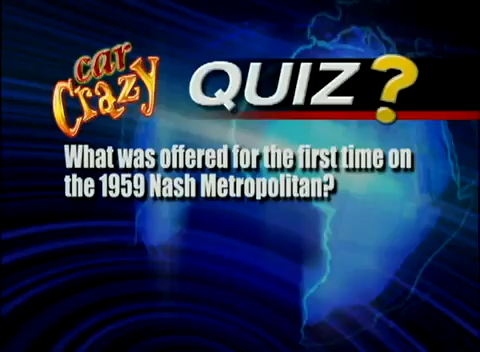 car
Crazy
QUIZ?
What was offered for the first time on
the 1959 Nash Metropolitan?